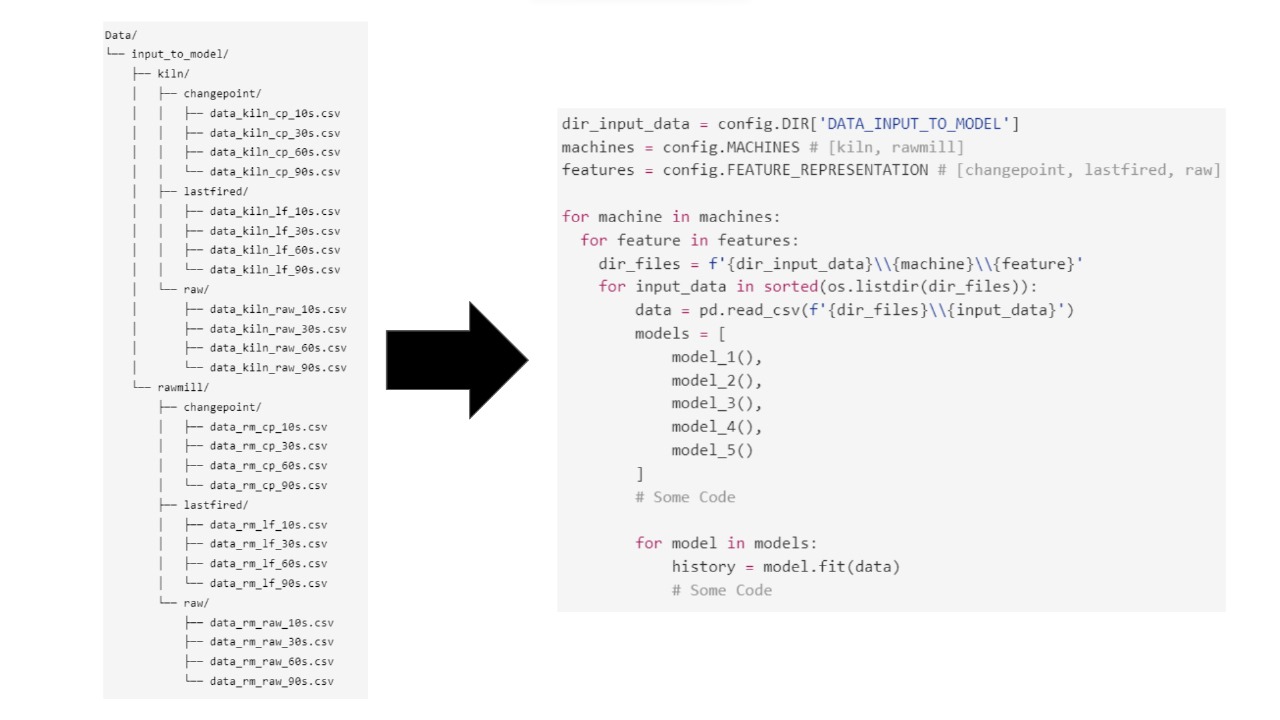 Data/
└── input_to_model/
    ├── kiln/
    │   ├── changepoint/
    │   │   ├── data_kiln_cp_10s.csv
    │   │   ├── data_kiln_cp_30s.csv
    │   │   ├── data_kiln_cp_60s.csv
    │   │   └── data_kiln_cp_90s.csv
    │   ├── lastfired/
    │   │   ├── data_kiln_lf_10s.csv
    │   │   ├── data_kiln_lf_30s.csv
    │   │   ├── data_kiln_lf_60s.csv
    │   │   └── data_kiln_lf_90s.csv
    │   └── raw/
    │       ├── data_kiln_raw_10s.csv
    │       ├── data_kiln_raw_30s.csv
    │       ├── data_kiln_raw_60s.csv
    │       └── data_kiln_raw_90s.csv
    └── rawmill/
        ├── changepoint/
        │   ├── data_rm_cp_10s.csv
        │   ├── data_rm_cp_30s.csv
        │   ├── data_rm_cp_60s.csv
        │   └── data_rm_cp_90s.csv
        ├── lastfired/
        │   ├── data_rm_lf_10s.csv
        │   ├── data_rm_lf_30s.csv
        │   ├── data_rm_lf_60s.csv
        │   └── data_rm_lf_90s.csv
        └── raw/
            ├── data_rm_raw_10s.csv
            ├── data_rm_raw_30s.csv
            ├── data_rm_raw_60s.csv
            └── data_rm_raw_90s.csv
dir_input_data = config.DIR['DATA_INPUT_TO_MODEL']
machines = config.MACHINES # [kiln, rawmill]
features = config.FEATURE_REPRESENTATION # [changepoint, lastfired, raw]
for machine in machines:
  for feature in features:
    dir_files = f'{dir_input_data}\\{machine}\\{feature}'
    for input_data in sorted(os.listdir(dir_files)):
        data = pd.read_csv(f'{dir_files}\\{input_data}')
        models = [
            model_1(),
            model_2(),
            model_3(),
            model_4(),
            model_5()
        ]
        # Some Code
        for model in models:
            history = model.fit(data)
            # Some Code